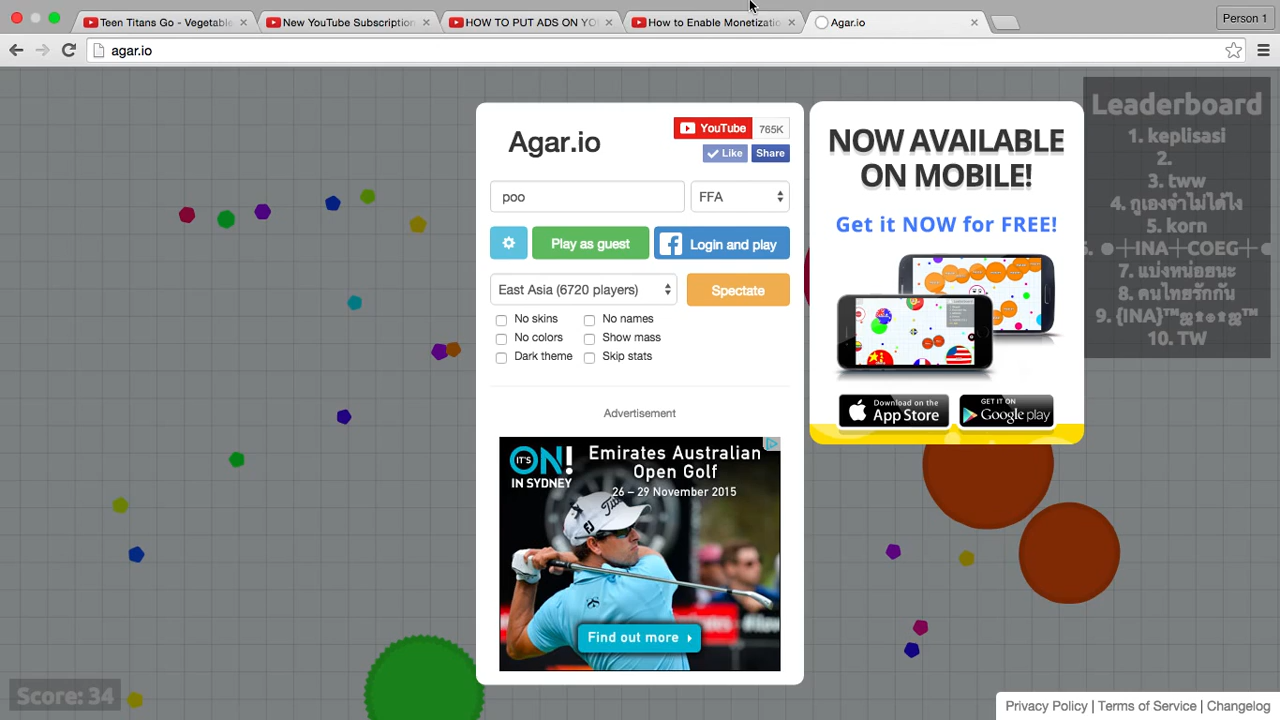 Teen Titans Go - Vegetable
New YouTube Subscription
HOW TO PUT ADS ON YO
How to Enable Monetizatio
Agar.io
Person 1
agar.io
Agar.io
YouTube 765K
Like Share
poo
FFA
Play as guest
Login and play
East Asia (6720 players)
Spectate
No skins
No names
No colors
Show mass
Dark theme
Skip stats
Advertisement
IT'S ON! IN SYDNEY
Emirates Australian
Open Golf
26 – 29 November 2015
Find out more
NOW AVAILABLE
ON MOBILE!
Get it NOW for FREE!
Download on the
App Store
GET IT ON
Google play
Leaderboard
1. keplisasi
2.
3. tww
4. กูเองจำไม่ได้ไง
5. korn
●┼INA┼COEG┼●
7. แบ่งหน่อยนะ
8. คนไทยรักกัน
9. {INA}™
10. TW
Score: 34
Privacy Policy | Terms of Service | Changelog